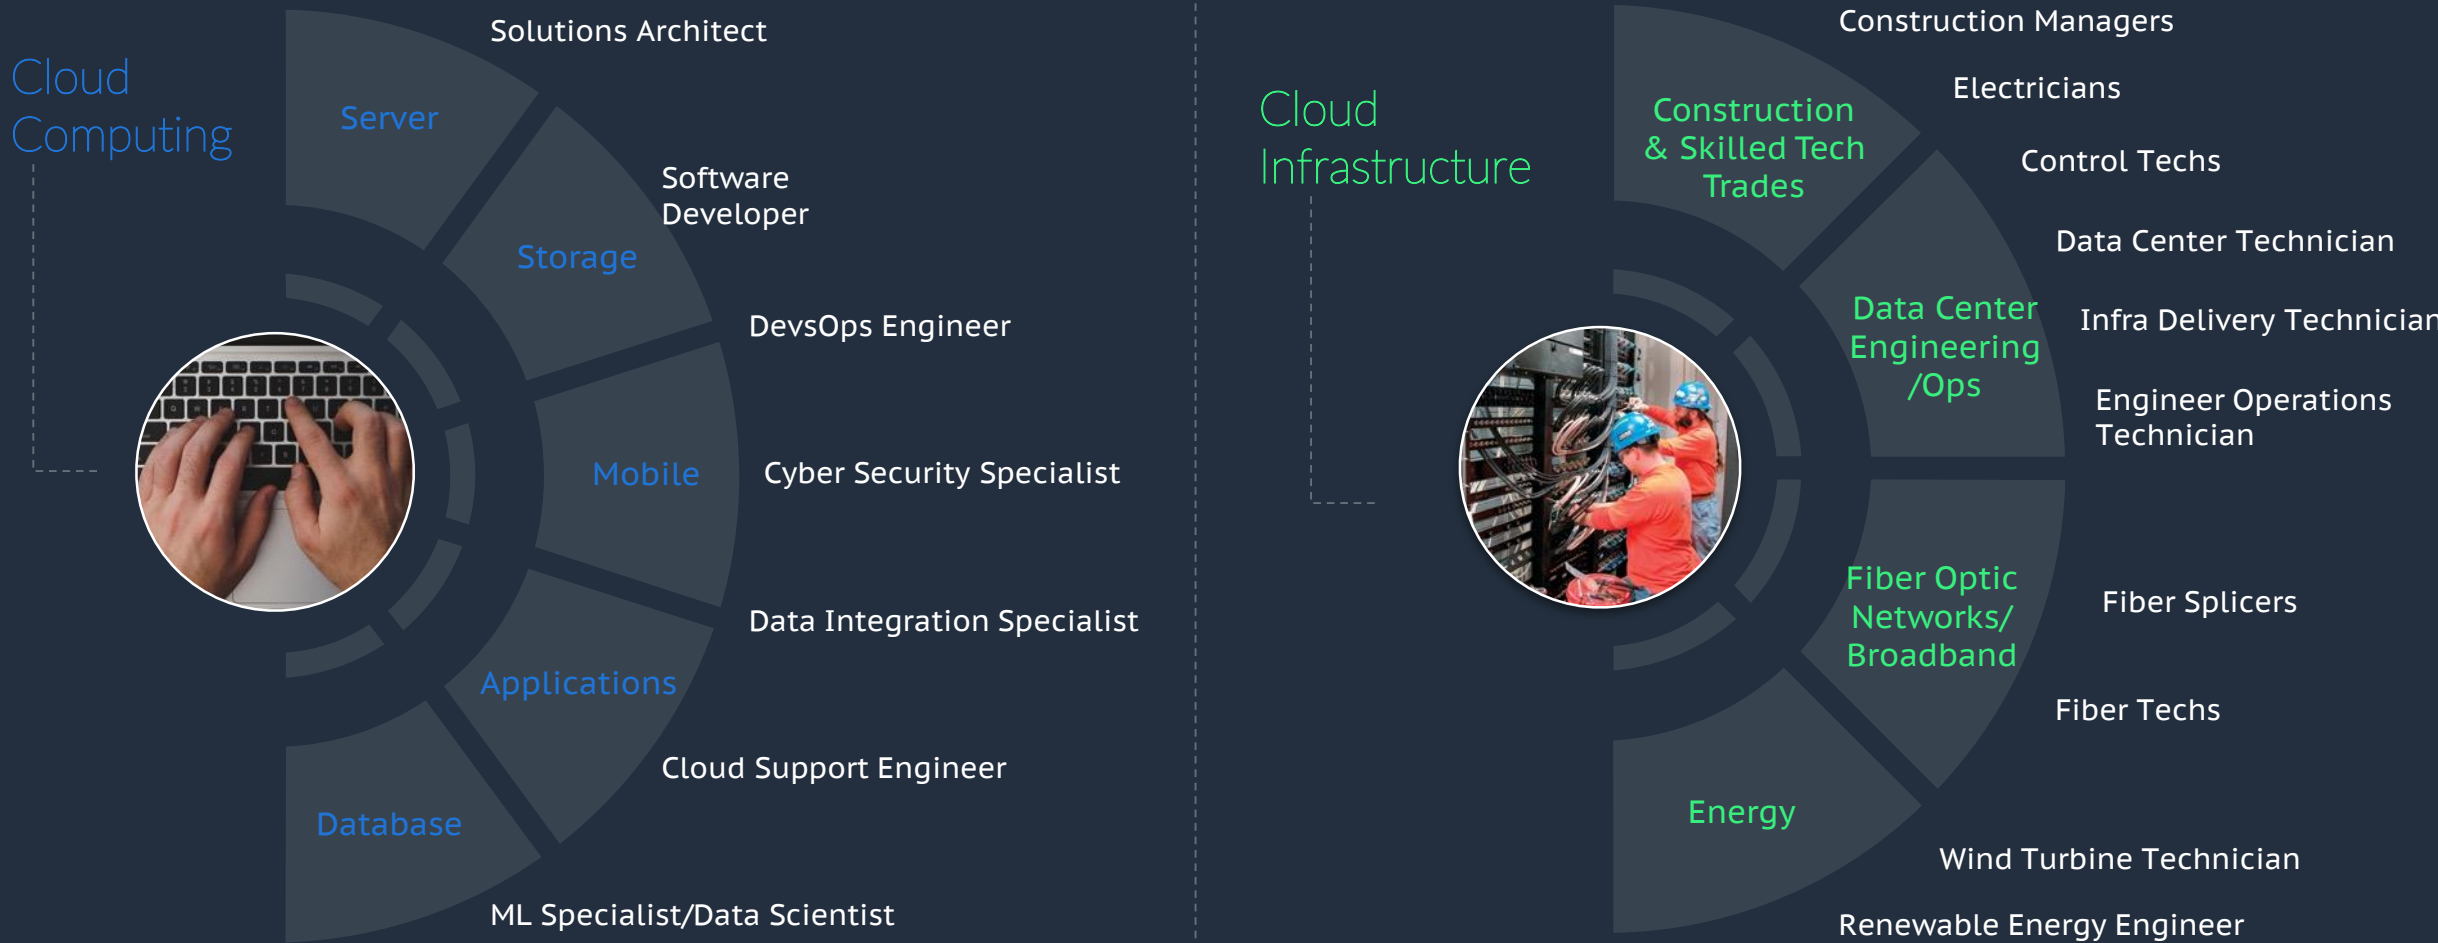 Cloud
Computing
Server
Storage
Mobile
Applications
Database
Solutions Architect
Software
Developer
DevsOps Engineer
Cyber Security Specialist
Data Integration Specialist
Cloud Support Engineer
ML Specialist/Data Scientist
Cloud
Infrastructure
Construction
& Skilled Tech
Trades
Data Center
Engineering
/Ops
Fiber Optic
Networks/
Broadband
Energy
Construction Managers
Electricians
Control Techs
Data Center Technician
Infra Delivery Technician
Engineer Operations
Technician
Fiber Splicers
Fiber Techs
Wind Turbine Technician
Renewable Energy Engineer